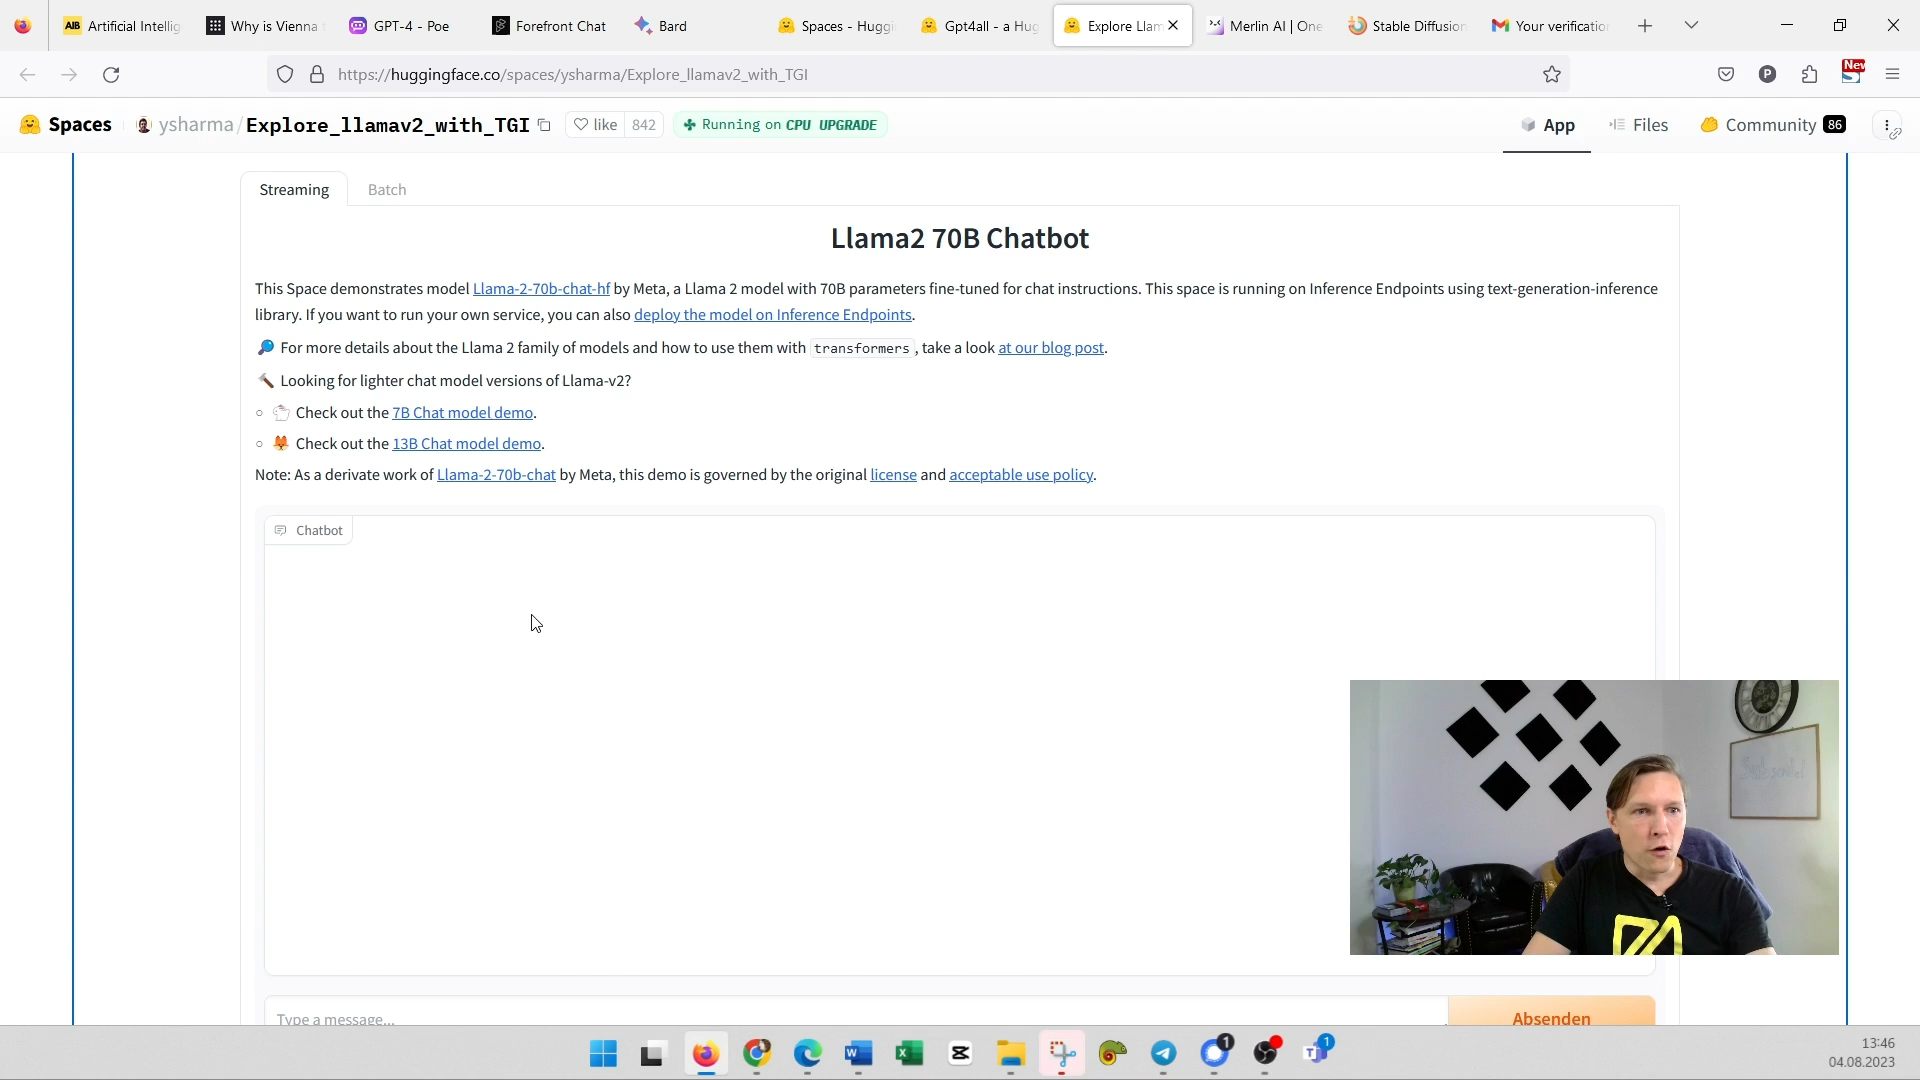 Artificial Intellig
Why is Vienna t
GPT-4 - Poe
Forefront Chat
Bard
Spaces - Huggi
Gpt4all - a Hug
Explore Llam
Merlin AI | One
Stable Diffusion
Your verificatio
https://huggingface.co/spaces/ysharma/Explore_llamav2_with_TGI
P
New
Spaces
ysharma/Explore_llamav2_with_TGI
like 842
Running on CPU UPGRADE
App
Files
Community 86
Streaming
Batch
Llama2 70B Chatbot
This Space demonstrates model Llama-2-70b-chat-hf by Meta, a Llama 2 model with 70B parameters fine-tuned for chat instructions. This space is running on Inference Endpoints using text-generation-inference
library. If you want to run your own service, you can also deploy the model on Inference Endpoints.
🔎 For more details about the Llama 2 family of models and how to use them with transformers, take a look at our blog post.
🔨 Looking for lighter chat model versions of Llama-v2?
○ 🐇 Check out the 7B Chat model demo.
○ 🦊 Check out the 13B Chat model demo.
Note: As a derivate work of Llama-2-70b-chat by Meta, this demo is governed by the original license and acceptable use policy.
Chatbot
Type a message...
Absenden
13:46
04.08.2023